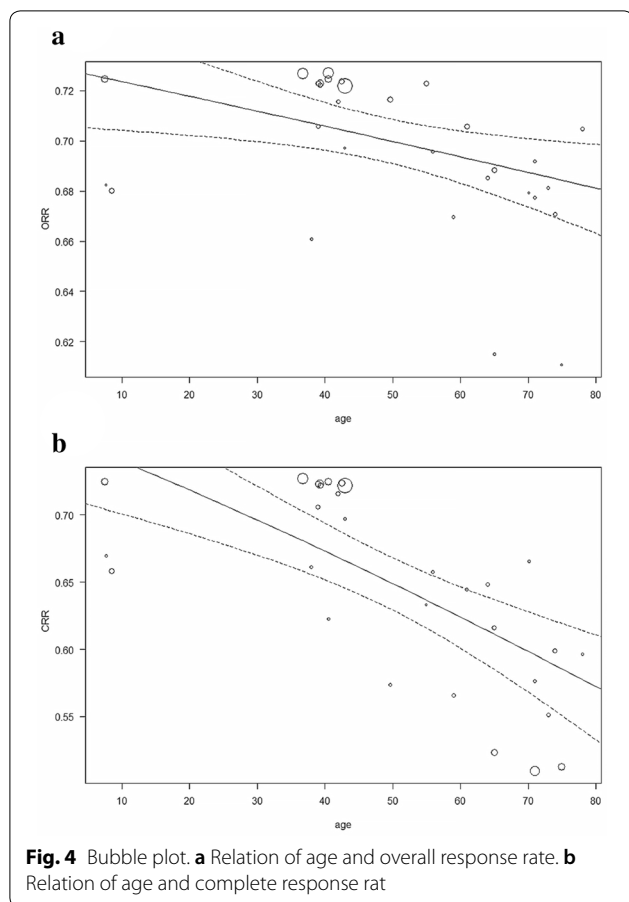 a
0.72
0.70
0.68
0.66
0.64
0.62
ORR
10 20 30 40 50 60 70 80
age
b
0.70
0.65
0.60
0.55
CRR
10 20 30 40 50 60 70 80
age
Fig. 4 Bubble plot. a Relation of age and overall response rate. b
Relation of age and complete response rat